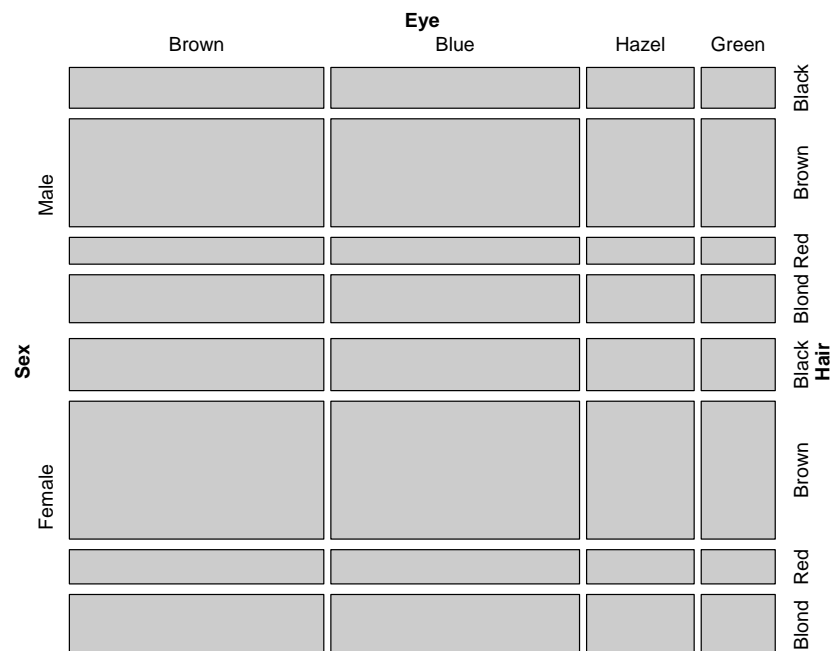 Eye
Brown Blue Hazel Green
Sex
Male
Female
Black
Brown
Red
Blond
Black
Brown
Red
Blond
Hair